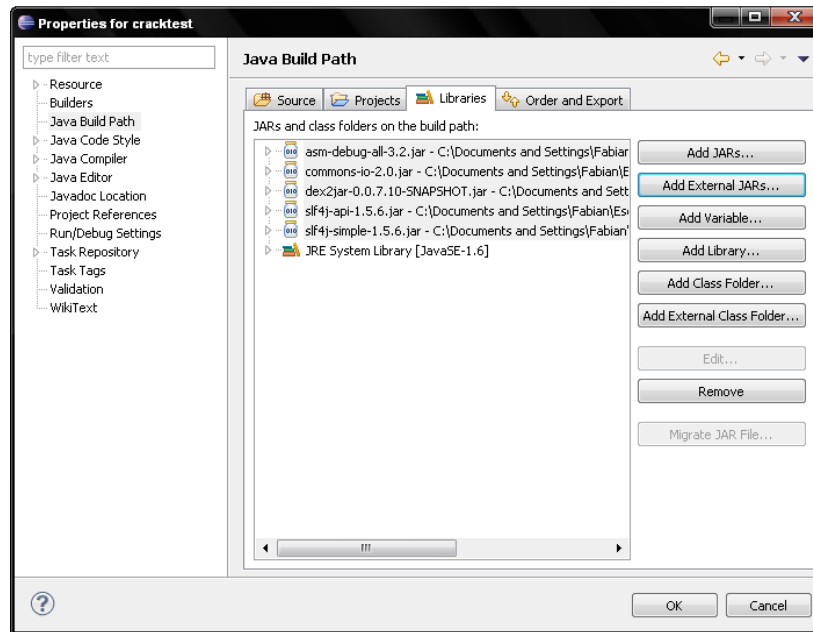 Properties for cracktest
type filter text
Resource
Builders
Java Build Path
Java Code Style
Java Compiler
Java Editor
Javadoc Location
Project References
Run/Debug Settings
Task Repository
Task Tags
Validation
WikiText
Java Build Path
Source
Projects
Libraries
Order and Export
JARs and class folders on the build path:
asm-debug-all-3.2.jar - C:\Documents and Settings\Fabian
commons-io-2.0.jar - C:\Documents and Settings\Fabian\E
dex2jar-0.0.7.10-SNAPSHOT.jar - C:\Documents and Sett
slf4j-api-1.5.6.jar - C:\Documents and Settings\Fabian\Es
slf4j-simple-1.5.6.jar - C:\Documents and Settings\Fabian\
JRE System Library [JavaSE-1.6]
Add JARs...
Add External JARs...
Add Variable...
Add Library...
Add Class Folder...
Add External Class Folder...
Edit...
Remove
Migrate JAR File...
OK
Cancel